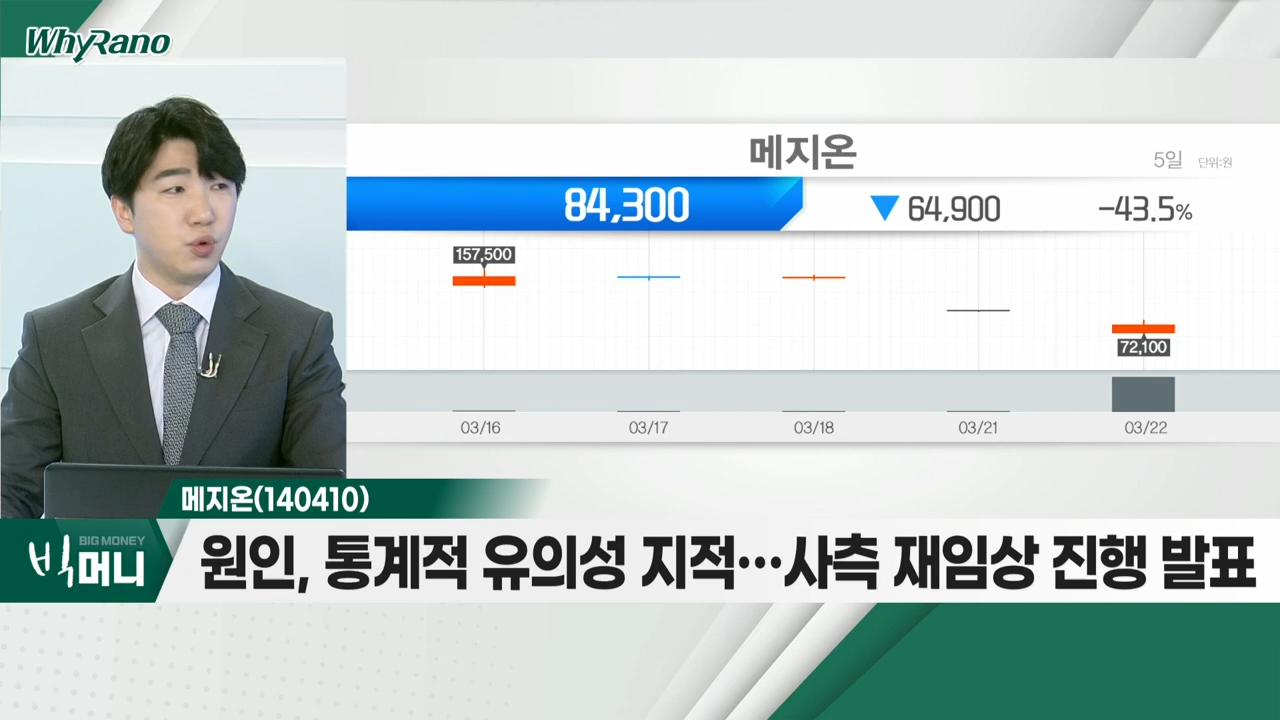 WhyRano
메지온
5일 단위:원
84,300 ▼ 64,900 -43.5%
157,500
72,100
03/16 03/17 03/18 03/21 03/22
메지온(140410)
BIG MONEY
빅머니
원인, 통계적 유의성 지적…사측 재임상 진행 발표